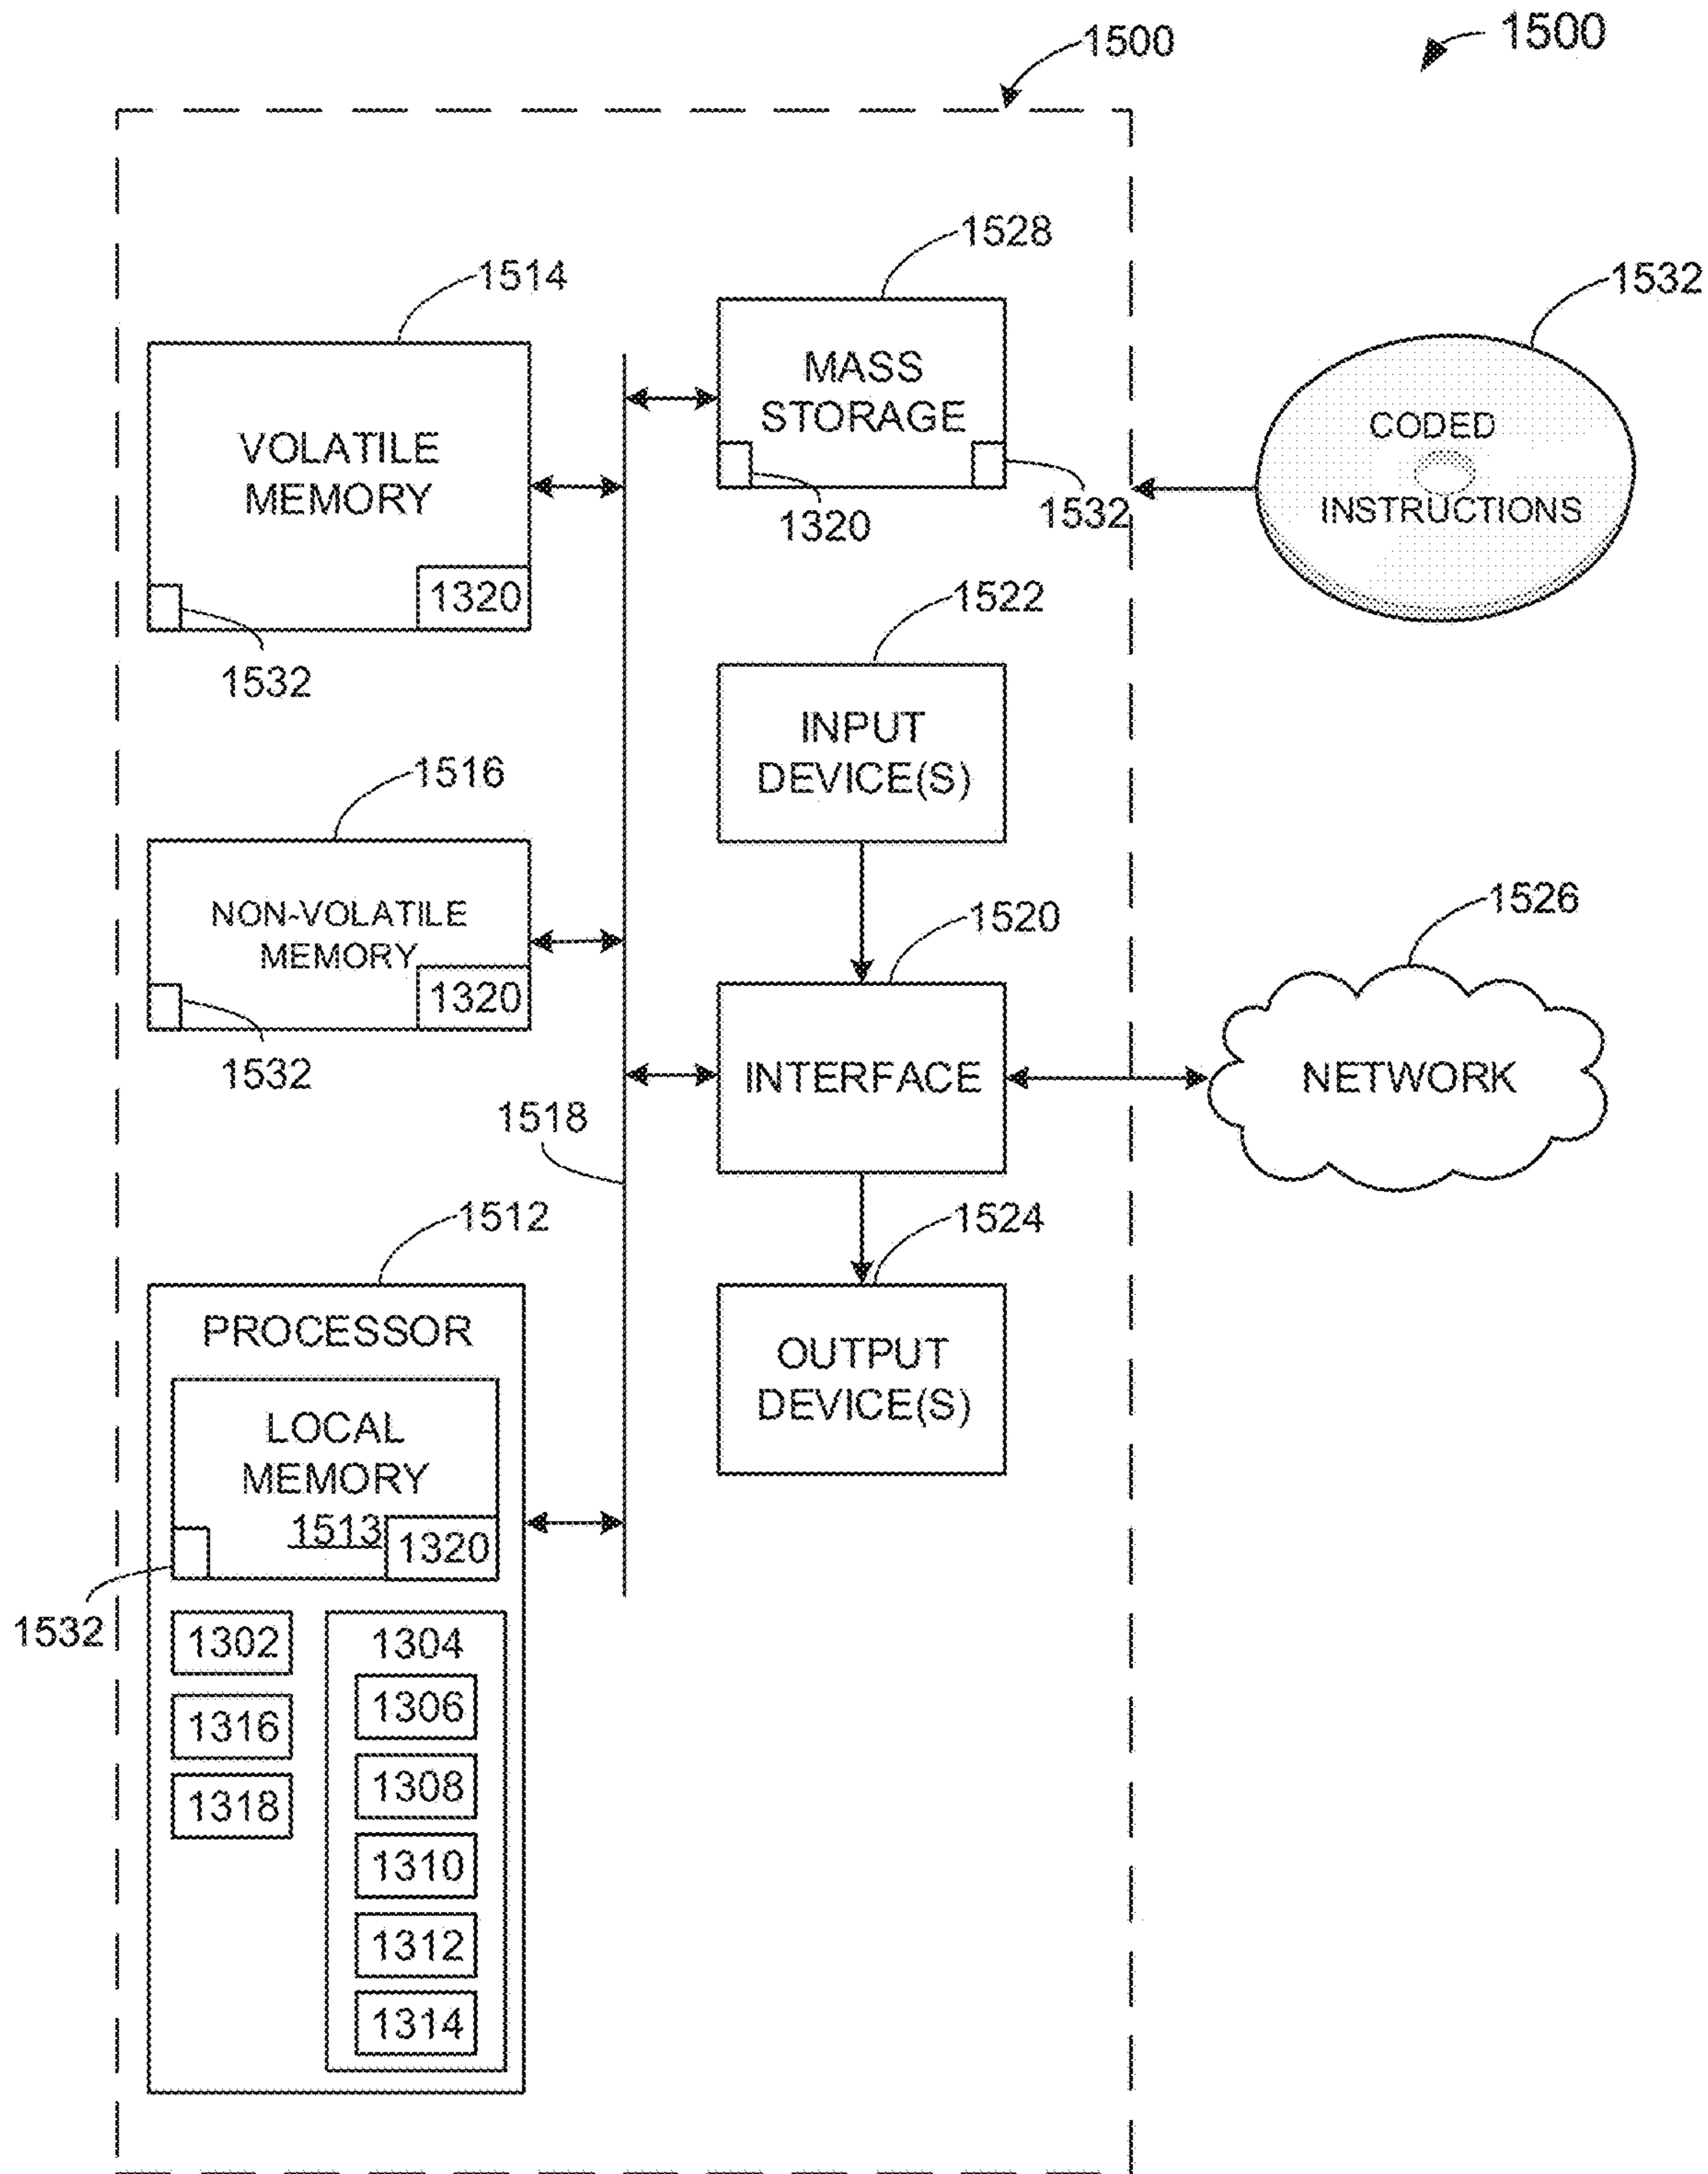 1500
1500
1528
1514
1532
MASS
STORAGE
VOLATILE
MEMORY
CODED
INSTRUCTIONS
1320
1532
1320
1532
1522
INPUT
DEVICE(S)
1516
NON-VOLATILE
MEMORY
1320
1532
1520
1526
INTERFACE
NETWORK
1518
1512
1524
PROCESSOR
OUTPUT
DEVICE(S)
LOCAL
MEMORY
1513
1320
1532
1302
1304
1316
1306
1318
1308
1310
1312
1314